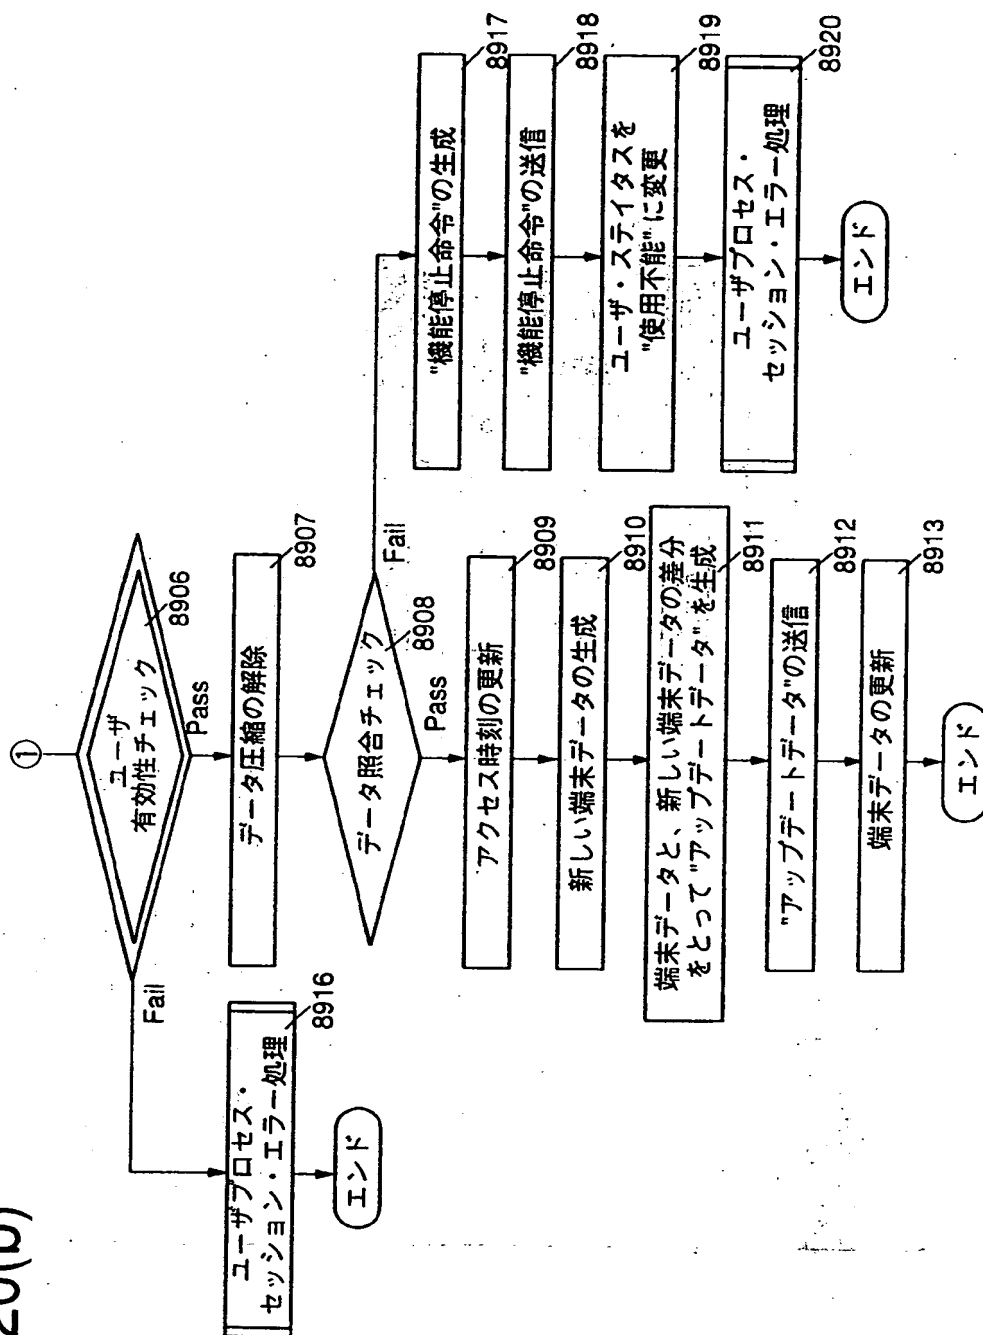 20(b)
①
ユーザ
有効性チェック
8906
Fail
Pass
ユーザプロセス・
セッション・エラー処理
8916
エンド
データ圧縮の解除
8907
データ照合チェック
8908
Fail
Pass
アクセス時刻の更新
8909
新しい端末データの生成
8910
端末データと、新しい端末データの差分
をとって"アップデートデータ"を生成
8911
"アップデートデータ"の送信
8912
端末データの更新
8913
エンド
"機能停止命令"の生成
8917
"機能停止命令"の送信
8918
ユーザ・ステイタスを
"使用不能"に変更
8919
ユーザプロセス・
セッション・エラー処理
8920
エンド